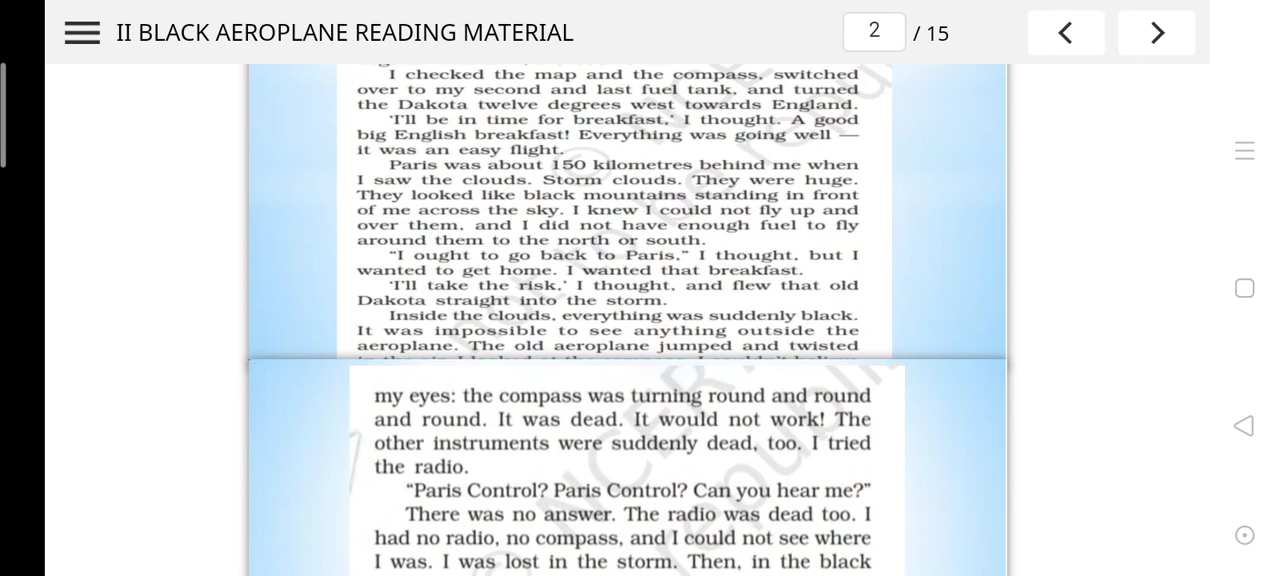 II BLACK AEROPLANE READING MATERIAL
2 / 15
I checked the map and the compass, switched
over to my second and last fuel tank, and turned
the Dakota twelve degrees west towards England.
‘I'll be in time for breakfast,’ I thought. A good
big English breakfast! Everything was going well —
it was an easy flight.
Paris was about 150 kilometres behind me when
I saw the clouds. Storm clouds. They were huge.
They looked like black mountains standing in front
of me across the sky. I knew I could not fly up and
over them, and I did not have enough fuel to fly
around them to the north or south.
“I ought to go back to Paris,” I thought, but I
wanted to get home. I wanted that breakfast.
‘I'll take the risk,’ I thought, and flew that old
Dakota straight into the storm.
Inside the clouds, everything was suddenly black.
It was impossible to see anything outside the
aeroplane. The old aeroplane jumped and twisted
my eyes: the compass was turning round and round
and round. It was dead. It would not work! The
other instruments were suddenly dead, too. I tried
the radio.
“Paris Control? Paris Control? Can you hear me?”
There was no answer. The radio was dead too. I
had no radio, no compass, and I could not see where
I was. I was lost in the storm. Then, in the black